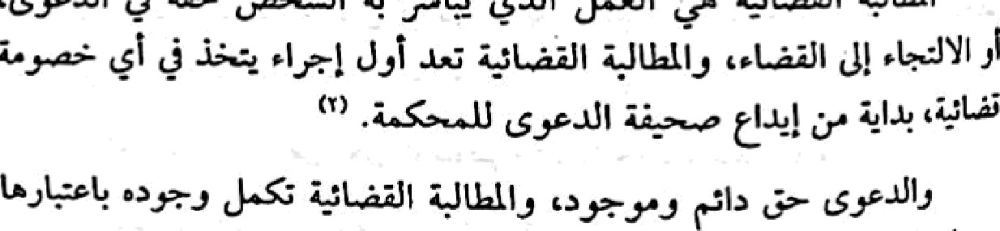 المطالبة القضائية هي العمل الذي يباشر به الشخص حقه في الدعوى،
أو الالتجاء إلى القضاء، والمطالبة القضائية تعد أول إجراء يتخذ في أي خصومة
قضائية، بداية من إيداع صحيفة الدعوى للمحكمة. (٢)
والدعوى حق دائم وموجود، والمطالبة القضائية تكمل وجوده باعتبارها